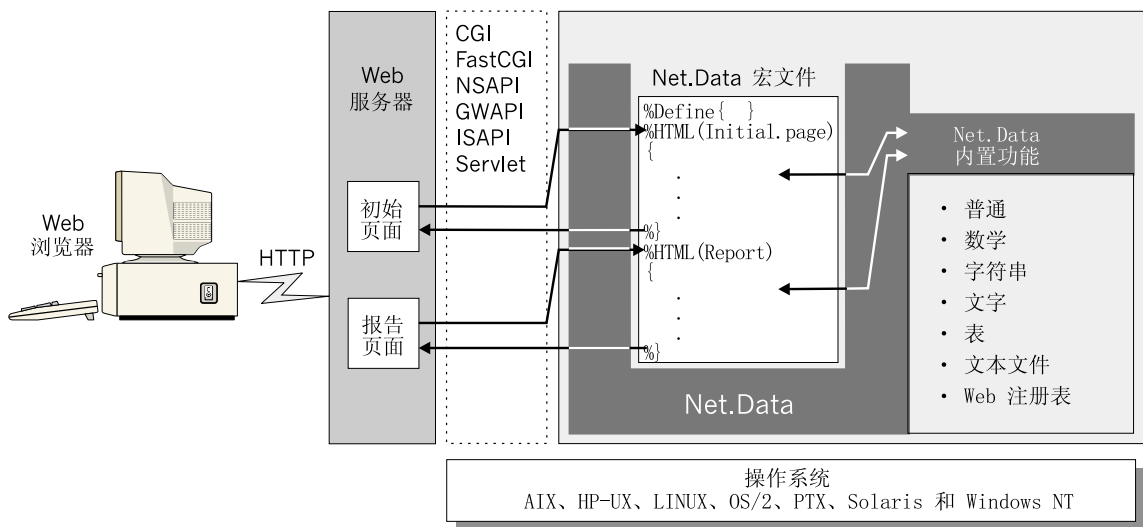 Web
浏览器
HTTP
Web
服务器
初始
页面
报告
页面
CGI
FastCGI
NSAPI
GWAPI
ISAPI
Servlet
Net.Data 宏文件
%Define{  }
%HTML(Initial.page)
{
.
.
.
%}
%HTML(Report)
{
.
.
.
%}
Net.Data
Net.Data
内置功能
• 普通
• 数学
• 字符串
• 文字
• 表
• 文本文件
• Web 注册表
操作系统
AIX、HP-UX、LINUX、OS/2、PTX、Solaris 和 Windows NT